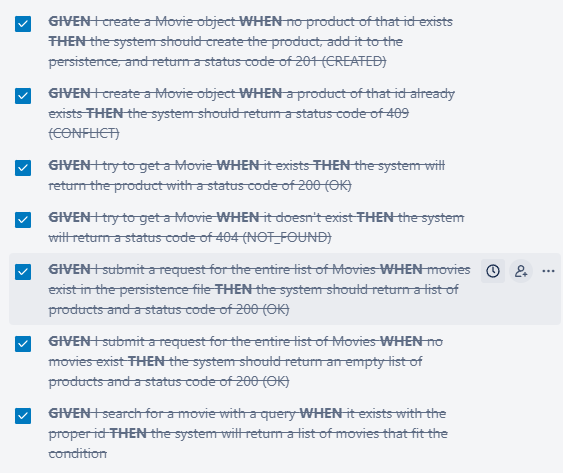 GIVEN I create a Movie object WHEN no product of that id exists
THEN the system should create the product, add it to the
persistence, and return a status code of 201 (CREATED)
GIVEN I create a Movie object WHEN a product of that id already
exists THEN the system should return a status code of 409
(CONFLICT)
GIVEN I try to get a Movie WHEN it exists THEN the system will
return the product with a status code of 200 (OK)
GIVEN I try to get a Movie WHEN it doesn't exist THEN the system
will return a status code of 404 (NOT_FOUND)
GIVEN I submit a request for the entire list of Movies WHEN movies
exist in the persistence file THEN the system should return a list of
products and a status code of 200 (OK)
GIVEN I submit a request for the entire list of Movies WHEN no
movies exist THEN the system should return an empty list of
products and a status code of 200 (OK)
GIVEN I search for a movie with a query WHEN it exists with the
proper id THEN the system will return a list of movies that fit the
condition